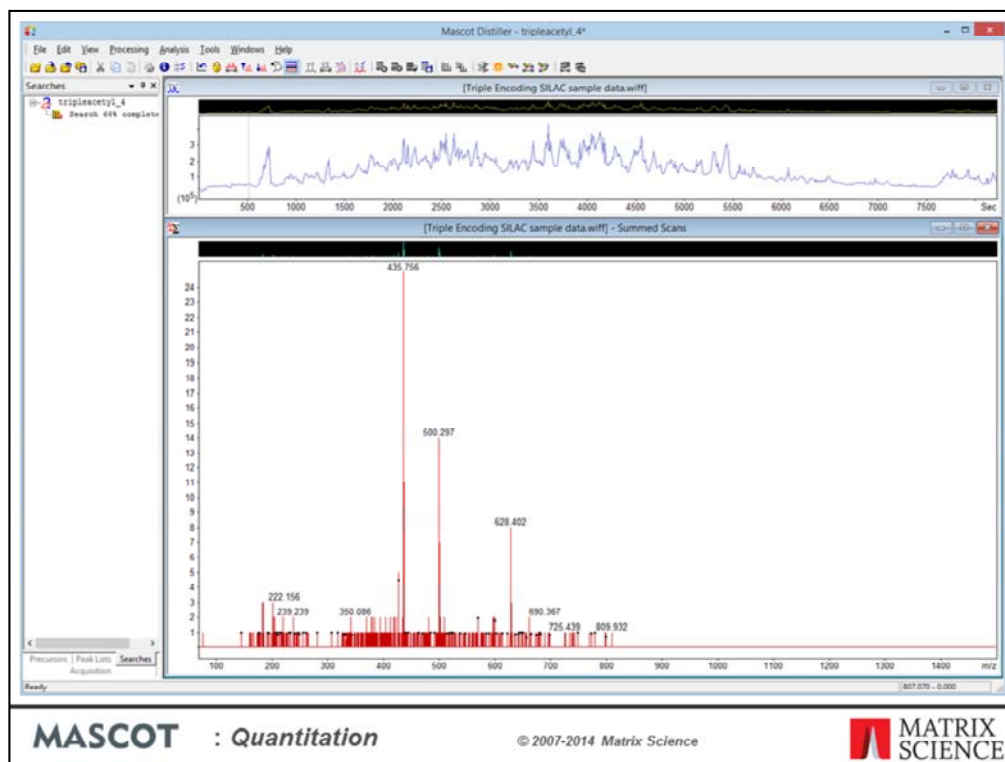 Mascot Distiller - tripleacetyl_4*
File Edit View Processing Analysis Tools Windows Help
Searches
tripleacetyl_4
Search 66% complete
[Triple Encoding SILAC sample data.wiff]
3
2
1
(10⁵)
500 1000 1500 2000 2500 3000 3500 4000 4500 5000 5500 6000 6500 7000 7500 Sec
[Triple Encoding SILAC sample data.wiff] - Summed Scans
435.756
24
23
22
21
20
19
18
17
16
15
14
13
12
11
10
9
8
7
6
5
4
3
2
1
500.297
628.402
222.156
239.239
350.086
690.367
725.439
809.932
100 200 300 400 500 600 700 800 900 1000 1100 1200 1300 1400 m/z
Precursors Peak Lists Searches
Acquisition
Ready
807.070 - 0.000
MASCOT : Quantitation © 2007-2014 Matrix Science
MATRIX
SCIENCE